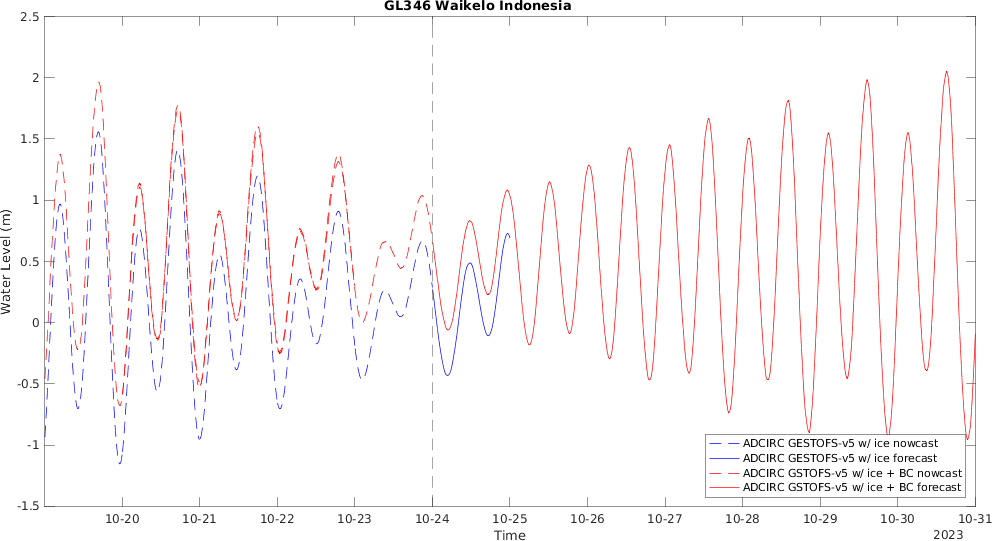 GL346 Waikelo Indonesia
2.5
2
1.5
1
0.5
0
-0.5
-1
-1.5
Water Level (m)
10-20 10-21 10-22 10-23 10-24 10-25 10-26 10-27 10-28 10-29 10-30 10-31
Time
2023
ADCIRC GESTOFS-v5 w/ ice nowcast
ADCIRC GESTOFS-v5 w/ ice forecast
ADCIRC GSTOFS-v5 w/ ice + BC nowcast
ADCIRC GSTOFS-v5 w/ ice + BC forecast